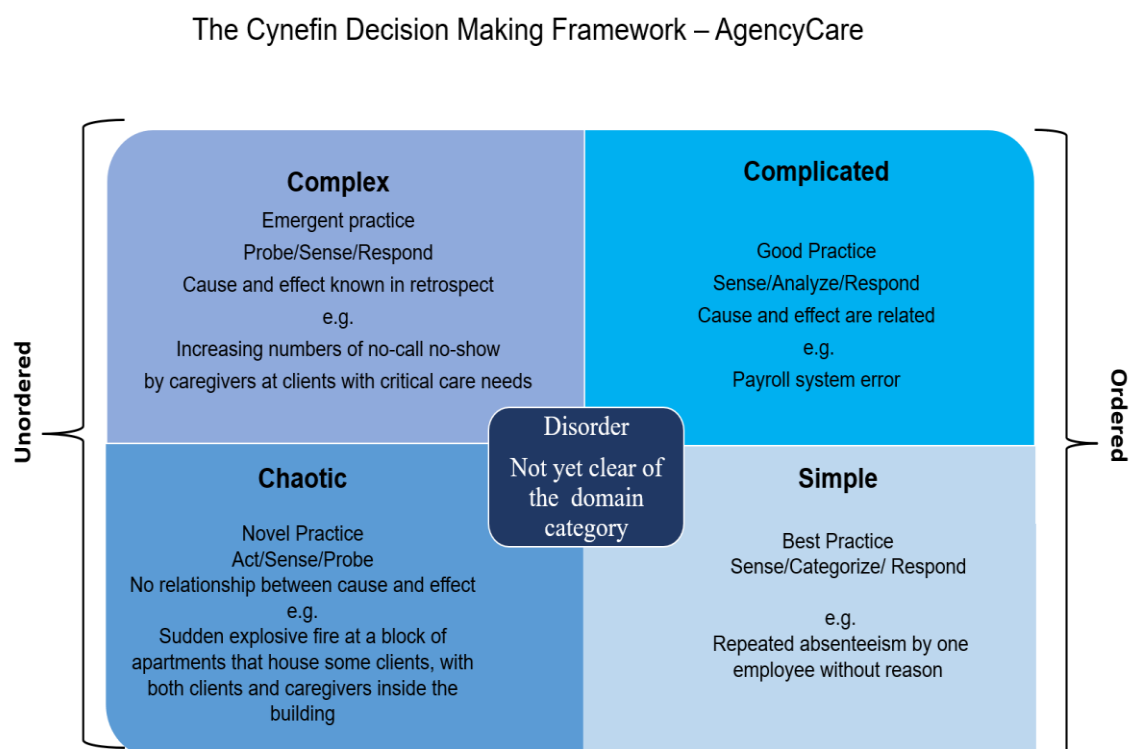 The Cynefin Decision Making Framework – AgencyCare
Unordered
Complex
Emergent practice
Probe/Sense/Respond
Cause and effect known in retrospect
e.g.
Increasing numbers of no-call no-show
by caregivers at clients with critical care needs
Complicated
Good Practice
Sense/Analyze/Respond
Cause and effect are related
e.g.
Payroll system error
Ordered
Disorder
Not yet clear of
the domain
category
Chaotic
Novel Practice
Act/Sense/Probe
No relationship between cause and effect
e.g.
Sudden explosive fire at a block of
apartments that house some clients, with
both clients and caregivers inside the
building
Simple
Best Practice
Sense/Categorize/ Respond
e.g.
Repeated absenteeism by one
employee without reason